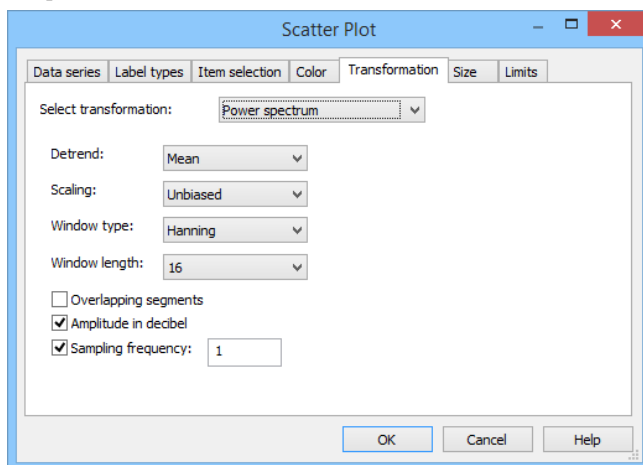 Scatter Plot
Data series Label types Item selection Color Transformation Size Limits
Select transformation: Power spectrum
Detrend: Mean
Scaling: Unbiased
Window type: Hanning
Window length: 16
Overlapping segments
Amplitude in decibel
Sampling frequency: 1
OK Cancel Help